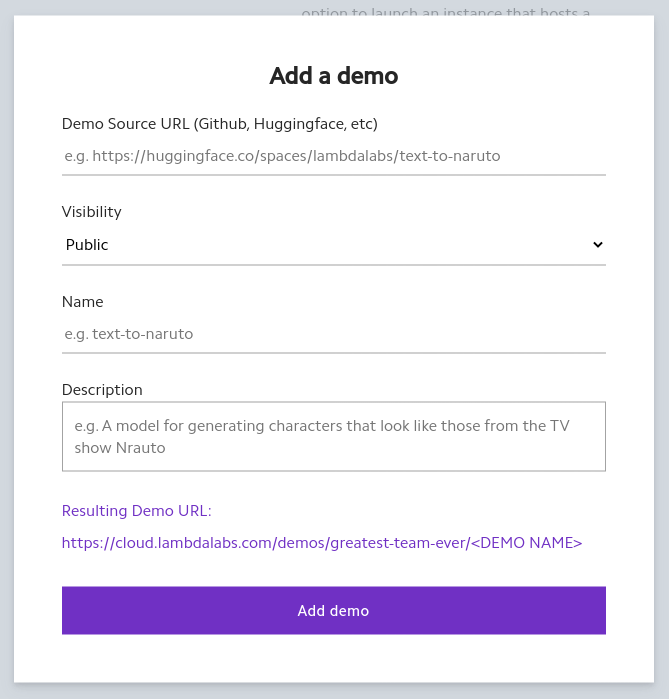 option to launch an instance that hosts a
Add a demo
Demo Source URL (Github, Huggingface, etc)
e.g. https://huggingface.co/spaces/lambdalabs/text-to-naruto
Visibility
Public
Name
e.g. text-to-naruto
Description
e.g. A model for generating characters that look like those from the TV
show Nrauto
Resulting Demo URL:
https://cloud.lambdalabs.com/demos/greatest-team-ever/<DEMO NAME>
Add demo